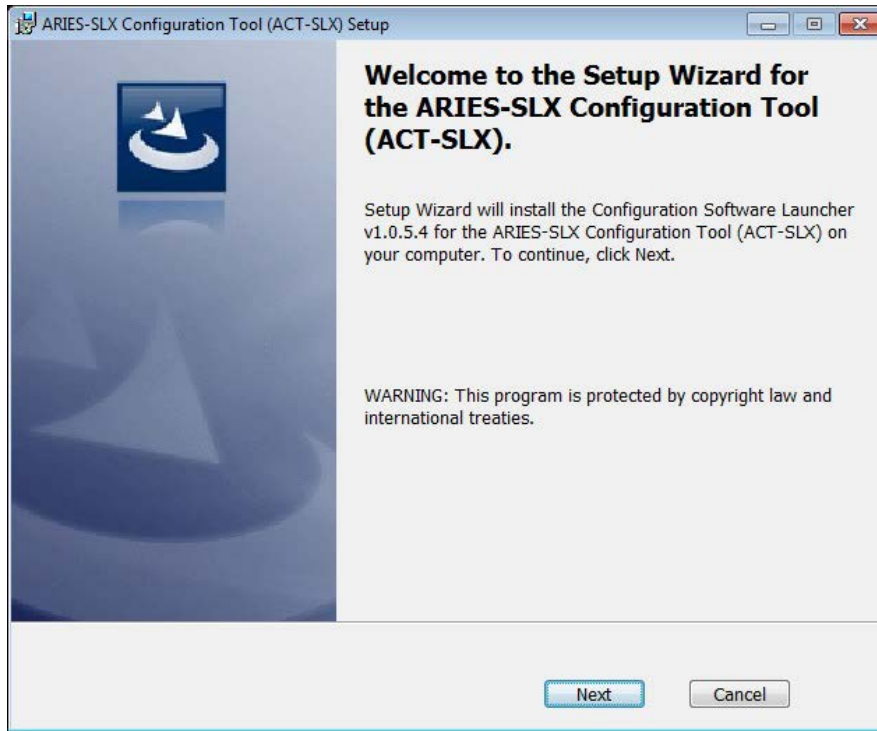 ARIES-SLX Configuration Tool (ACT-SLX) Setup
Welcome to the Setup Wizard for
the ARIES-SLX Configuration Tool
(ACT-SLX).
Setup Wizard will install the Configuration Software Launcher
v1.0.5.4 for the ARIES-SLX Configuration Tool (ACT-SLX) on
your computer. To continue, click Next.
WARNING: This program is protected by copyright law and
international treaties.
Next
Cancel